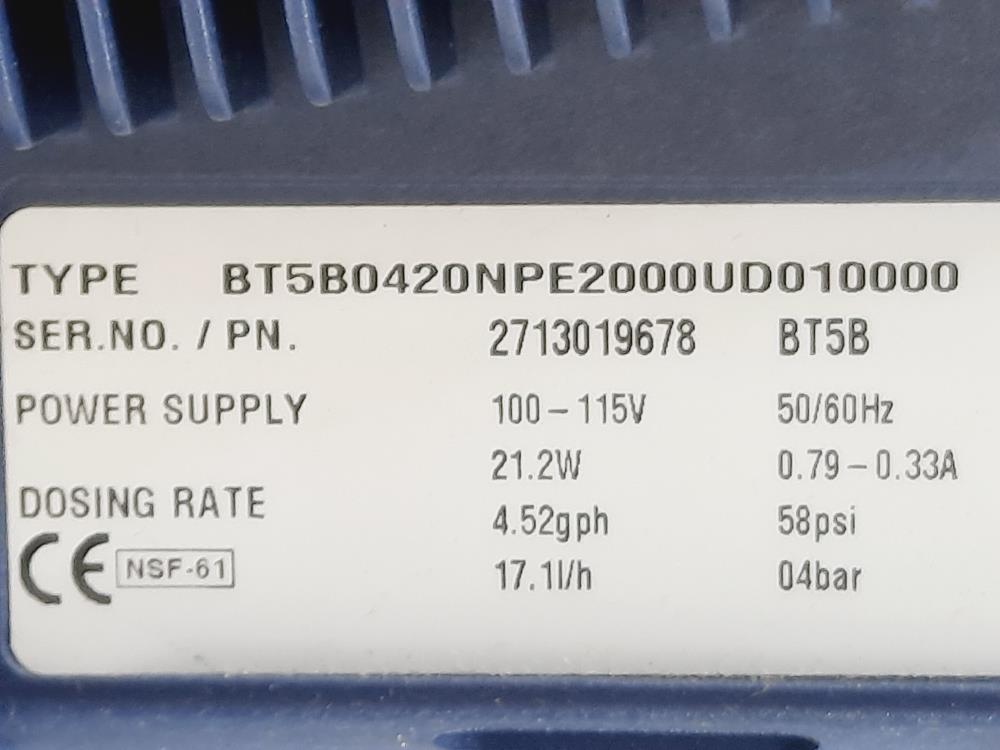 TYPE BT5B0420NPE2000UD010000
SER.NO. / PN. 2713019678 BT5B
POWER SUPPLY 100-115V 50/60Hz
21.2W 0.79-0.33A
DOSING RATE 4.52gph 58psi
CE NSF-61 17.1l/h 04bar